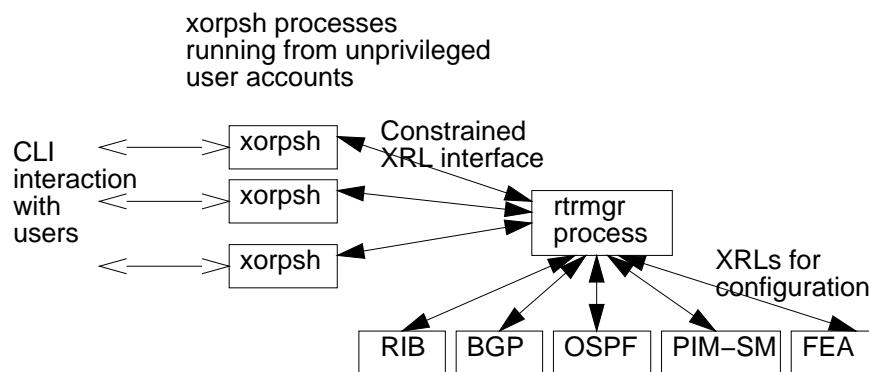 xorpsh processes
running from unprivileged
user accounts
CLI
interaction
with
users
xorpsh
xorpsh
xorpsh
Constrained
XRL interface
rtrmgr
process
XRLs for
configuration
RIB
BGP
OSPF
PIM−SM
FEA